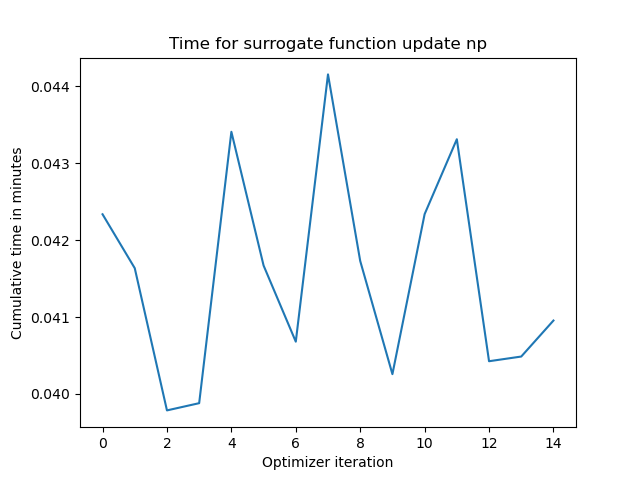 Time for surrogate function update np
Cumulative time in minutes
0.044
0.043
0.042
0.041
0.040
0 2 4 6 8 10 12 14
Optimizer iteration